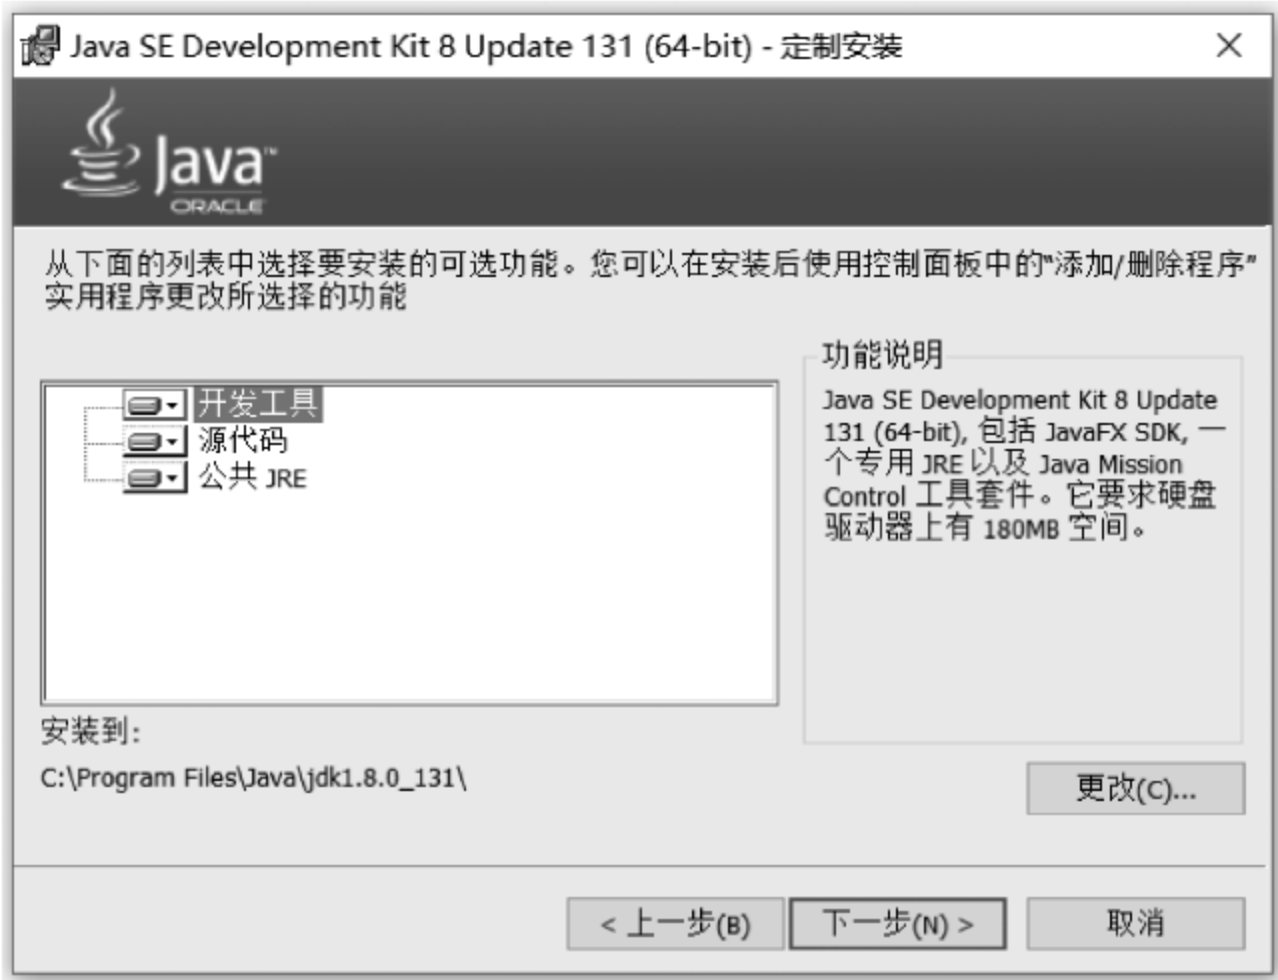 Java SE Development Kit 8 Update 131 (64-bit) - 定制安装
Java™
ORACLE
从下面的列表中选择要安装的可选功能。您可以在安装后使用控制面板中的“添加/删除程序”
实用程序更改所选择的功能
开发工具
源代码
公共 JRE
功能说明
Java SE Development Kit 8 Update
131 (64-bit), 包括 JavaFX SDK, 一
个专用 JRE 以及 Java Mission
Control 工具套件。它要求硬盘
驱动器上有 180MB 空间。
安装到:
C:\Program Files\Java\jdk1.8.0_131\
更改(C)...
< 上一步(B)
下一步(N) >
取消